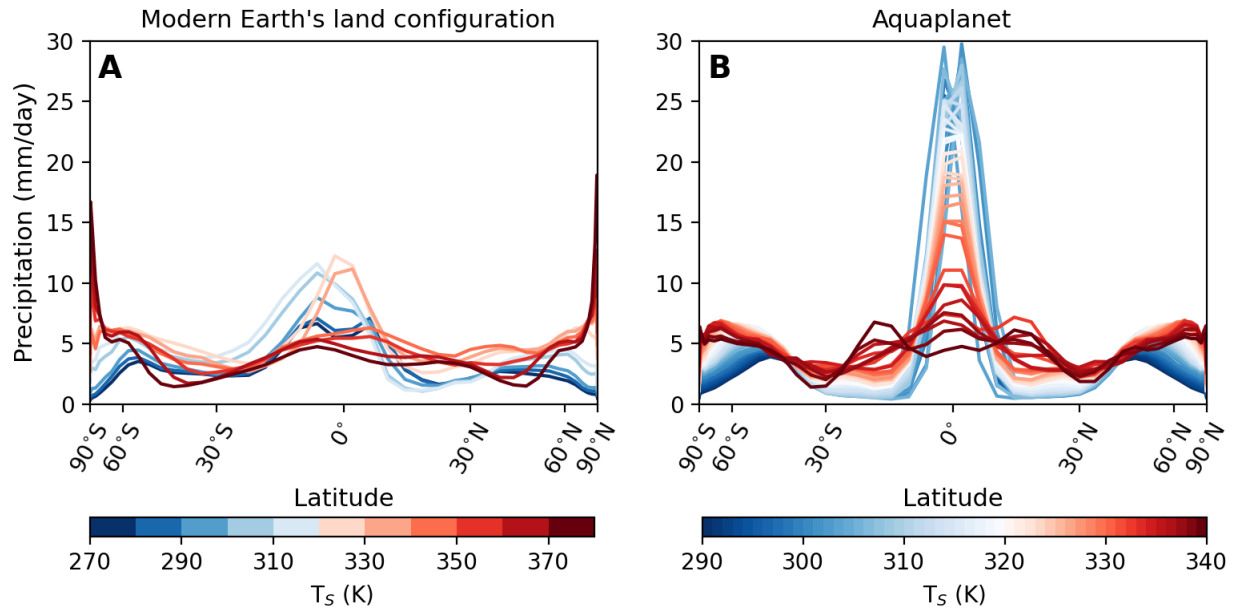 Modern Earth's land configuration
A
Precipitation (mm/day)
30
25
20
15
10
5
0
90°S
60°S
30°S
0°
30°N
60°N
90°N
Latitude
270
290
310
330
350
370
T_S (K)
Aquaplanet
B
30
25
20
15
10
5
0
90°S
60°S
30°S
0°
30°N
60°N
90°N
Latitude
290
300
310
320
330
340
T_S (K)